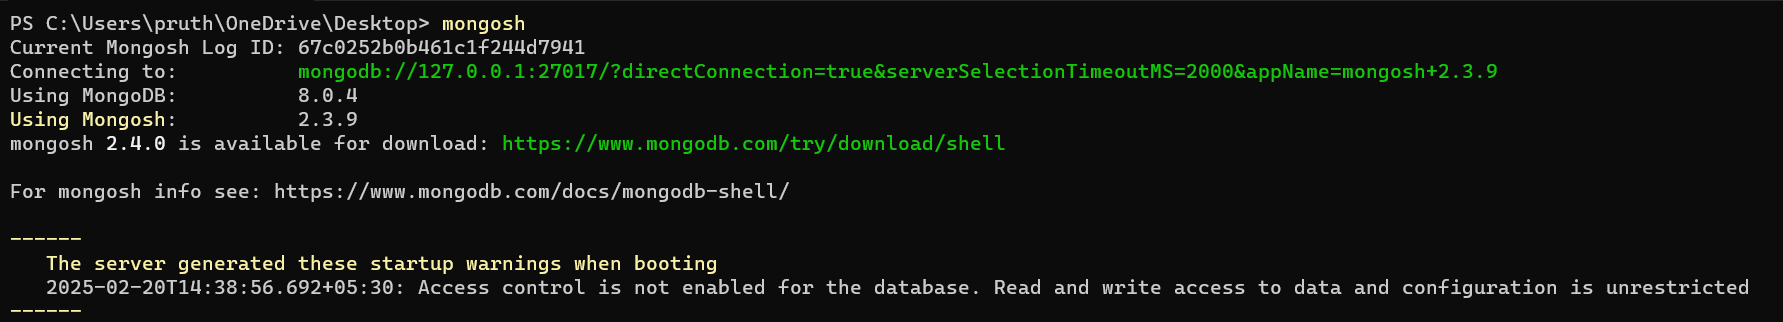 PS C:\Users\pruth\OneDrive\Desktop> mongosh
Current Mongosh Log ID: 67c0252b0b461c1f244d7941
Connecting to:          mongodb://127.0.0.1:27017/?directConnection=true&serverSelectionTimeoutMS=2000&appName=mongosh+2.3.9
Using MongoDB:          8.0.4
Using Mongosh:          2.3.9
mongosh 2.4.0 is available for download: https://www.mongodb.com/try/download/shell

For mongosh info see: https://www.mongodb.com/docs/mongodb-shell/

------
   The server generated these startup warnings when booting
   2025-02-20T14:38:56.692+05:30: Access control is not enabled for the database. Read and write access to data and configuration is unrestricted
------